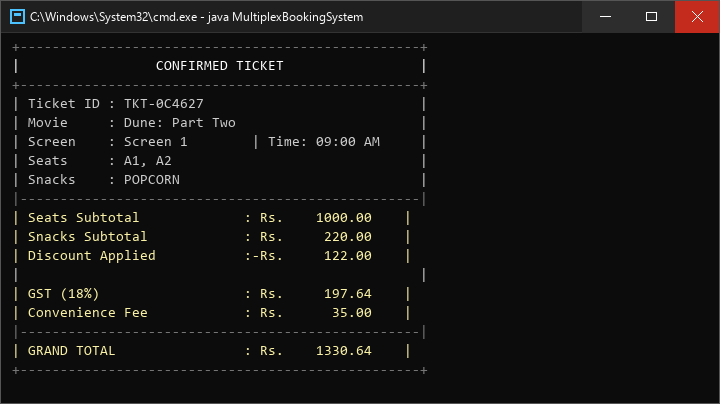 C:\Windows\System32\cmd.exe - java MultiplexBookingSystem
+--------------------------------------------------+
|                 CONFIRMED TICKET                 |
+--------------------------------------------------+
| Ticket ID : TKT-0C4627                           |
| Movie     : Dune: Part Two                       |
| Screen    : Screen 1        | Time: 09:00 AM     |
| Seats     : A1, A2                               |
| Snacks    : POPCORN                              |
|--------------------------------------------------|
| Seats Subtotal             : Rs.    1000.00    |
| Snacks Subtotal            : Rs.     220.00    |
| Discount Applied           :-Rs.     122.00    |
|                                                  |
| GST (18%)                  : Rs.     197.64    |
| Convenience Fee            : Rs.      35.00    |
|--------------------------------------------------|
| GRAND TOTAL                : Rs.    1330.64    |
+--------------------------------------------------+